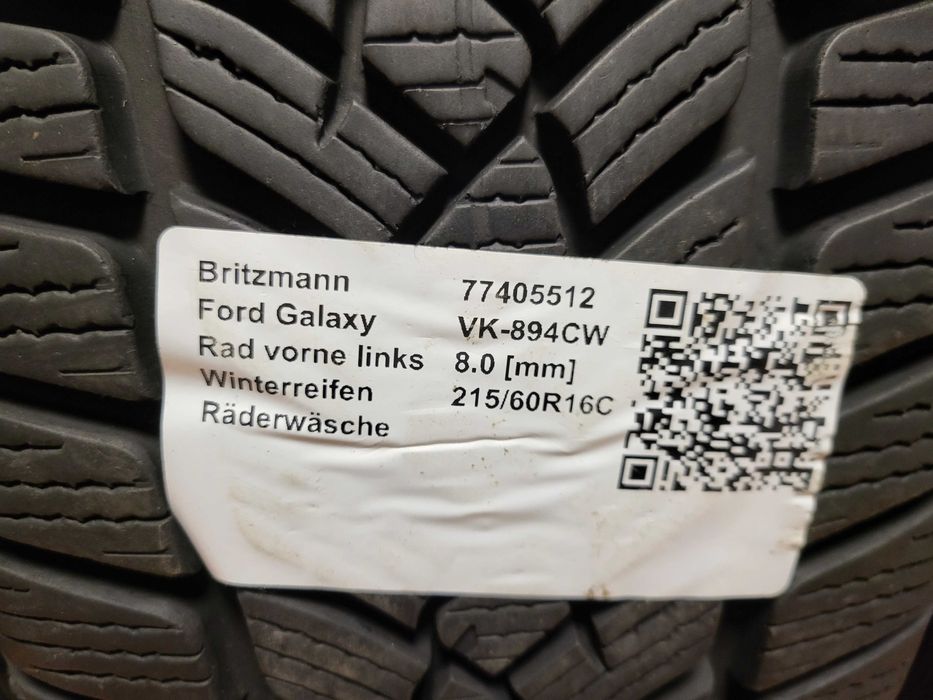 Britzmann 77405512
Ford Galaxy VK-894CW
Rad vorne links 8.0 [mm]
Winterreifen 215/60R16C
Räderwäsche